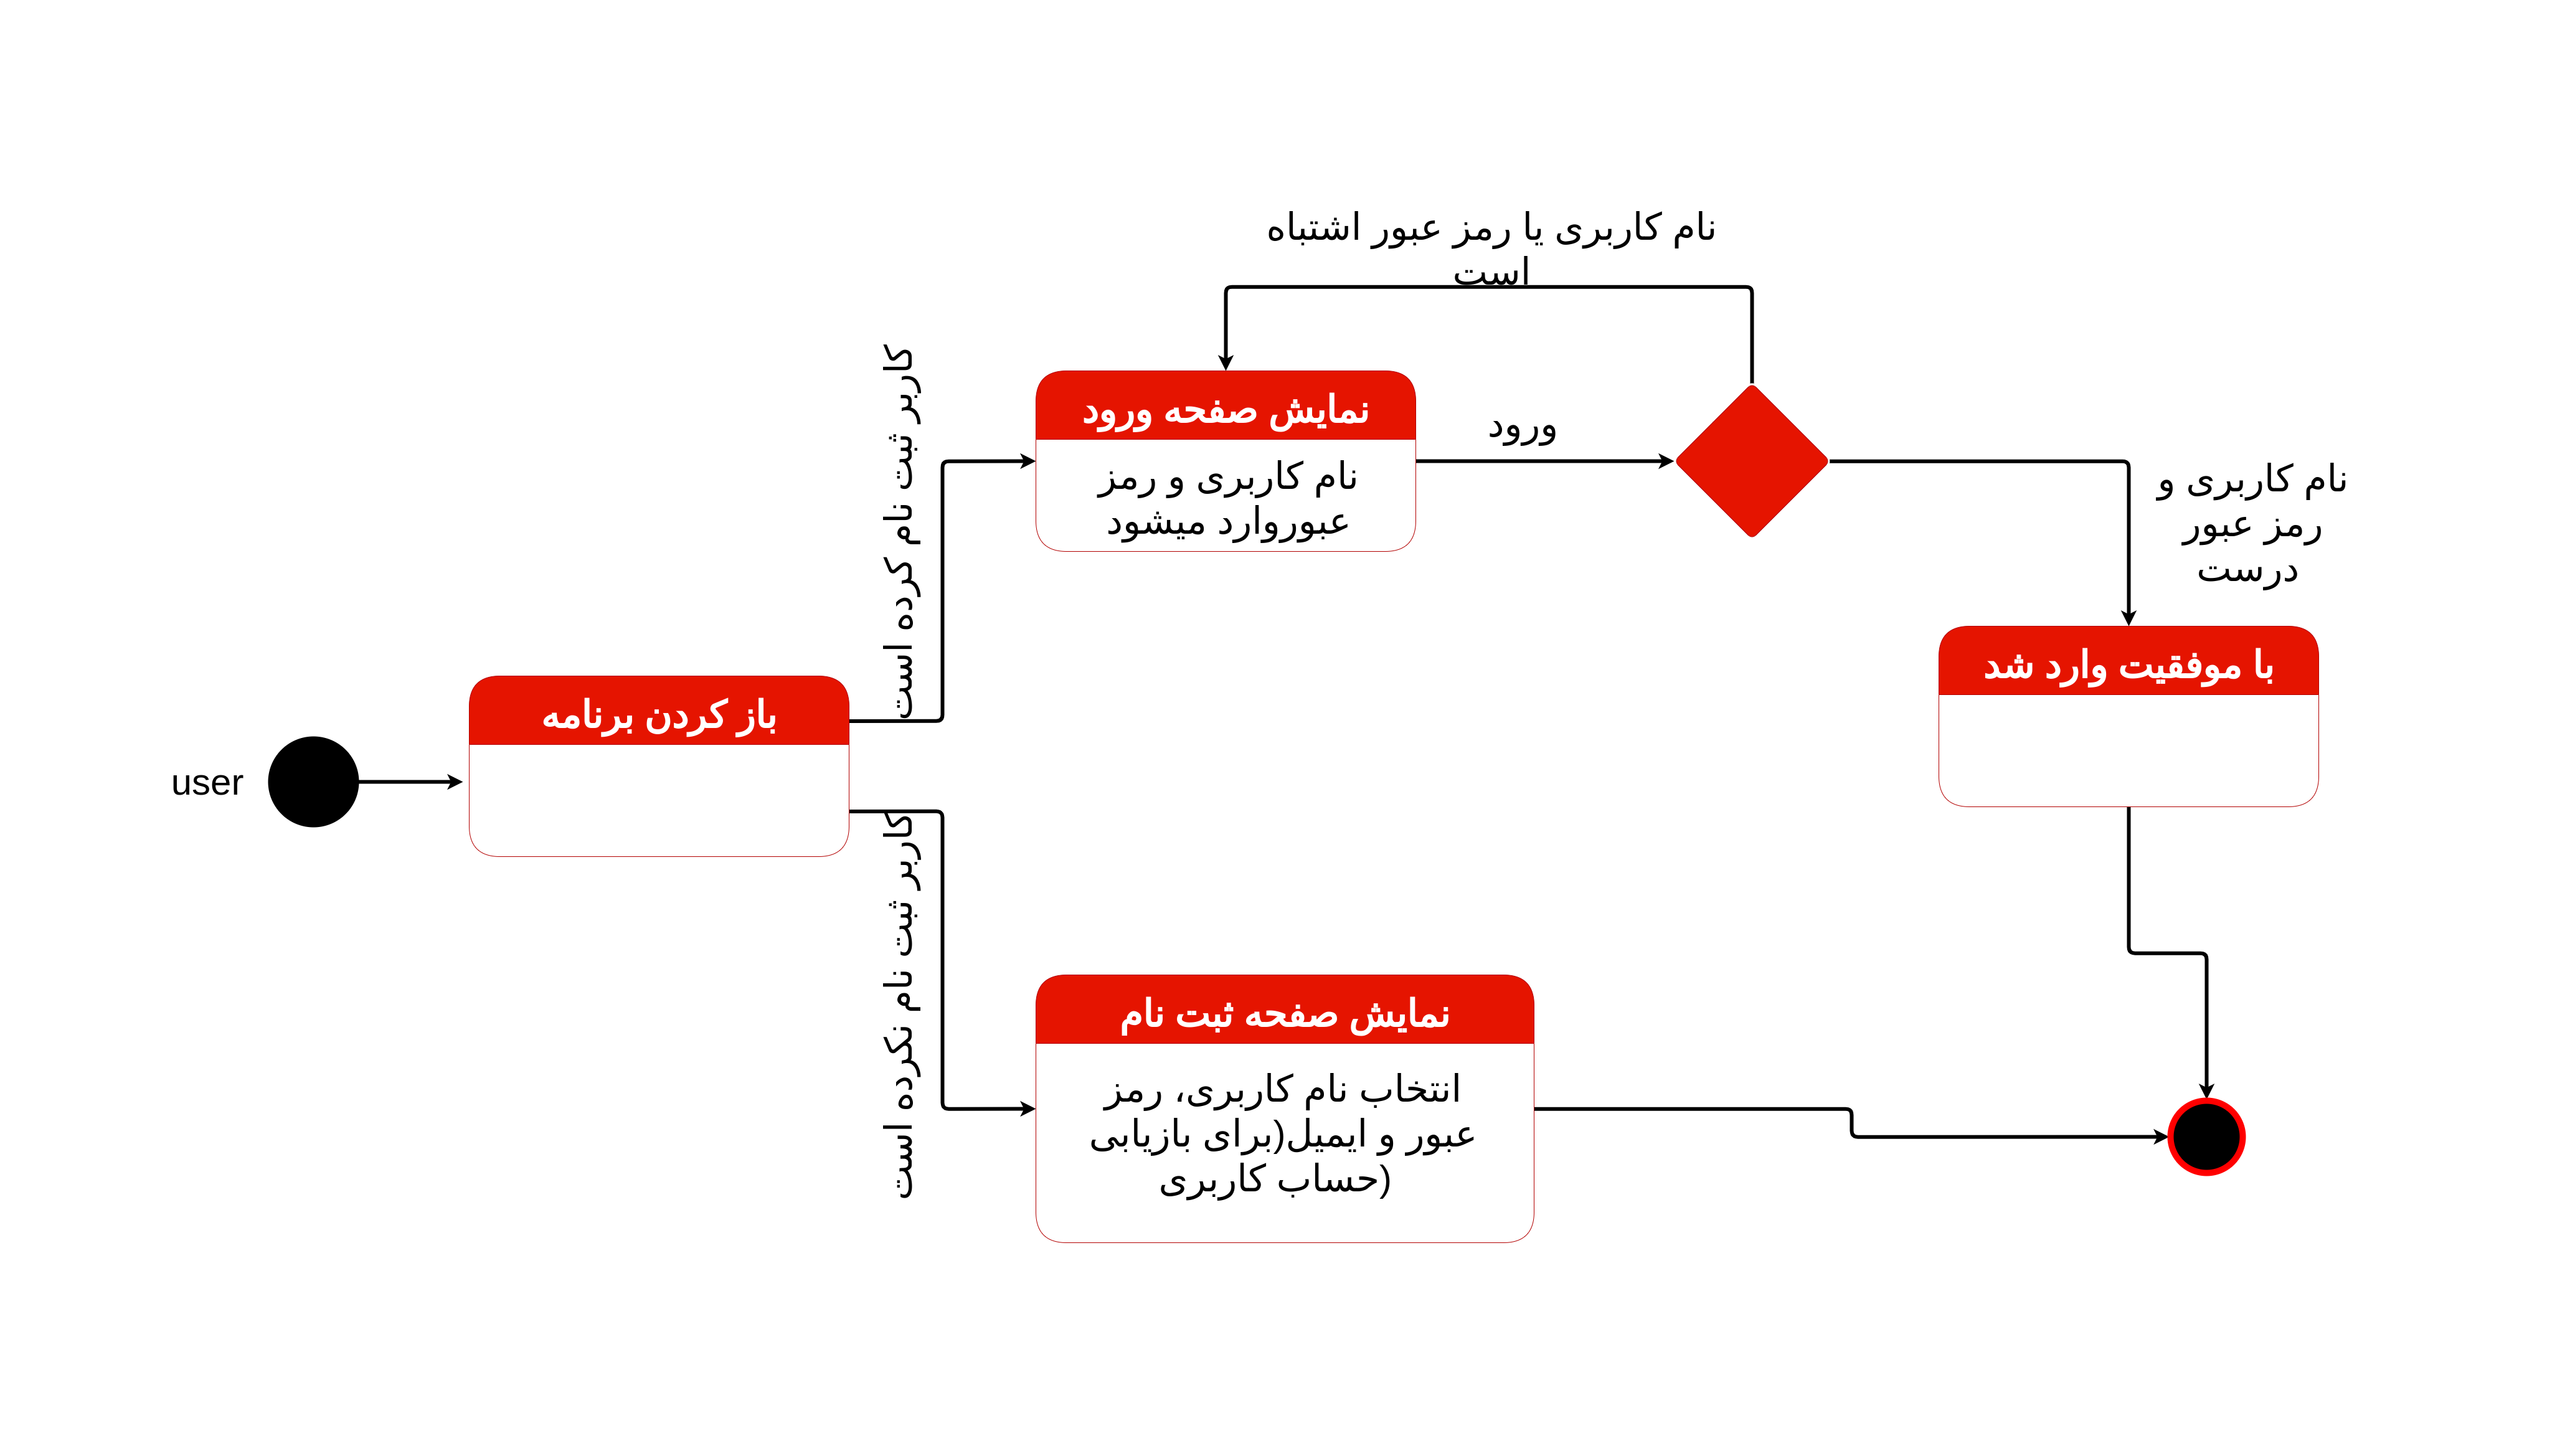 user
باز کردن برنامه
کاربر ثبت نام کرده است
کاربر ثبت نام نکرده است
نام کاربری یا رمز عبور اشتباه
است
نمایش صفحه ورود
نام کاربری و رمز
عبوروارد میشود
ورود
نام کاربری و
رمز عبور
درست
با موفقیت وارد شد
نمایش صفحه ثبت نام
انتخاب نام کاربری، رمز
عبور و ایمیل(برای بازیابی
حساب کاربری)